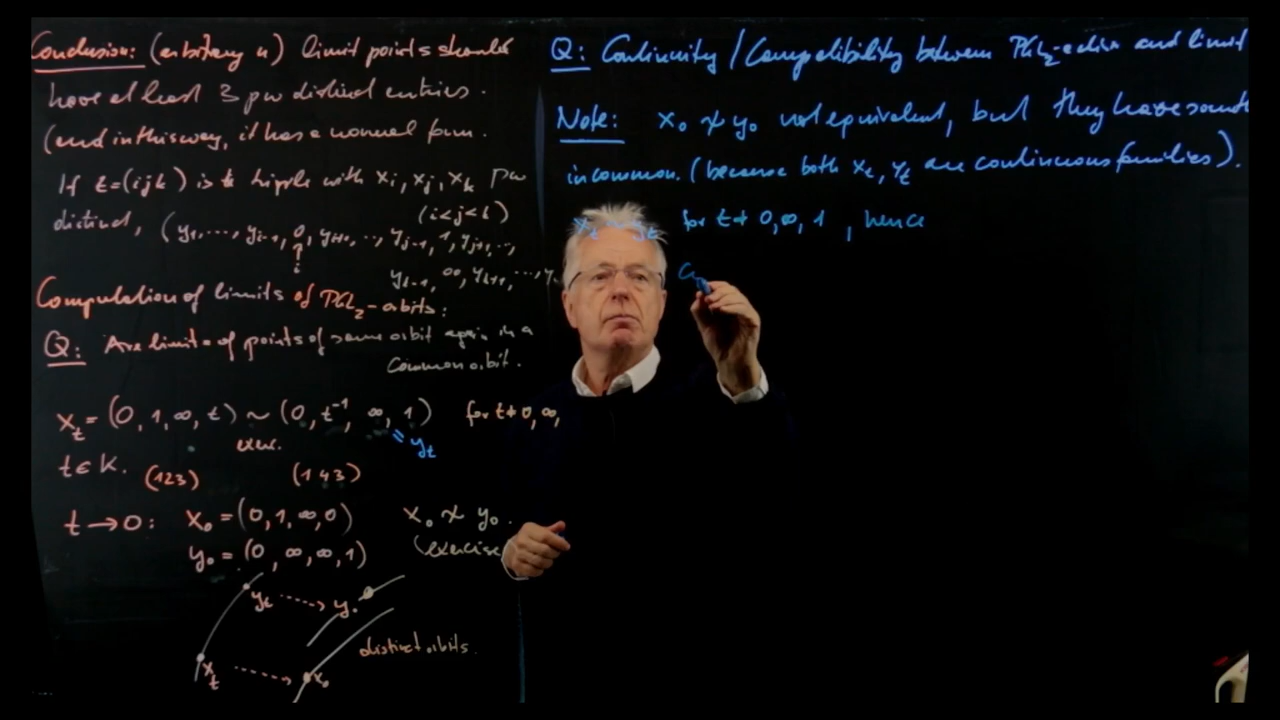 Conclusion: (arbitrary n) limit points should
have at least 3 pw distinct entries.
(and in this way, it has a normal form.
If t=(ijk) is a tripple with xᵢ, xⱼ, xₖ pw
distinct, (i<j<k)
(y₁,..., yᵢ₋₁, 0, yᵢ₊₁, .., yⱼ₋₁, 1, yⱼ₊₁, ..,
↑
i
yₖ₋₁, ∞, yₖ₊₁, ...,
Computation of limits of PGL₂-orbits:
Q: Are limits of points of same orbit again in a
common orbit.
xₜ = (0, 1, ∞, t) ~ (0, t⁻¹, ∞, 1) for t≠0, ∞,
exer. = yₜ
t ∈ K. (123) (143)
t → 0: x₀ = (0, 1, ∞, 0) x₀ ≁ y₀.
y₀ = (0, ∞, ∞, 1) (exercise
yₜ ----> y₀
distinct orbits.
xₜ ----> x₀
Q: Continuity / Compatibility between PGL₂-action and limit
Note: x₀ ≁ y₀ not equivalent, but they have
in common. (because both xₜ, yₜ are continuous families).
xₜ ~ yₜ for t≠0, ∞, 1, hence